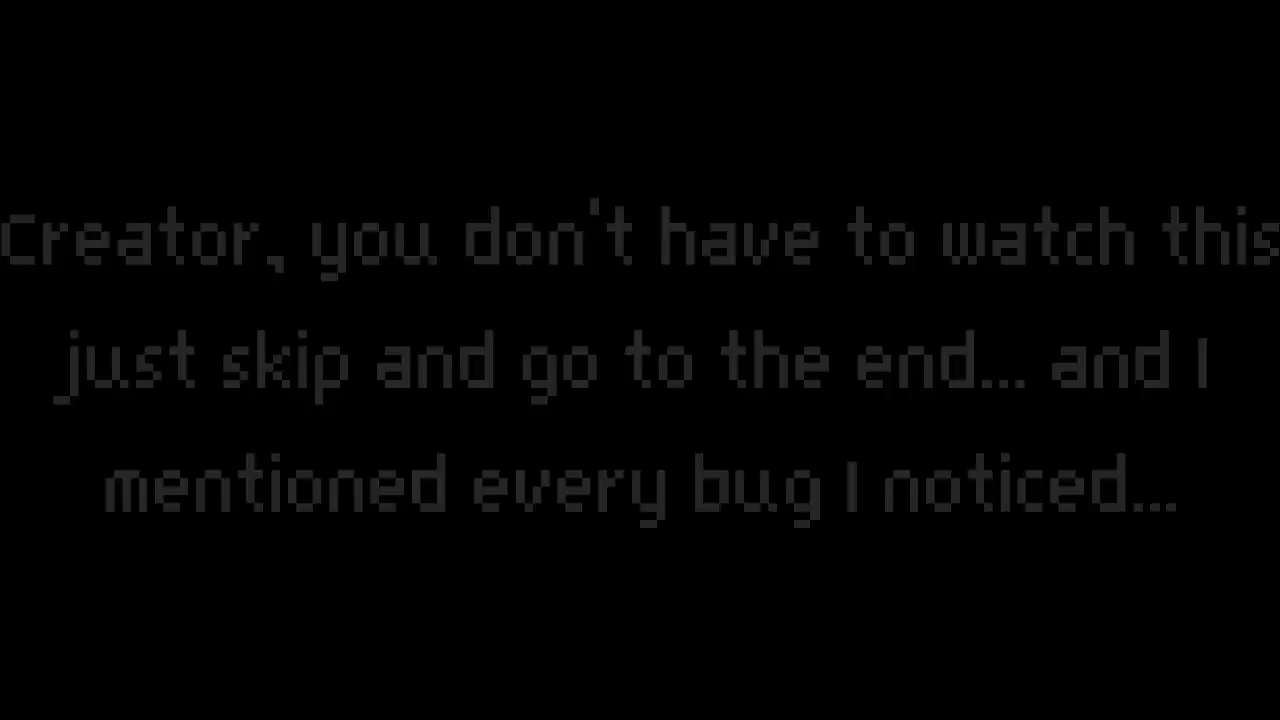 Creator, you don't have to watch this
just skip and go to the end... and I
mentioned every bug I noticed...